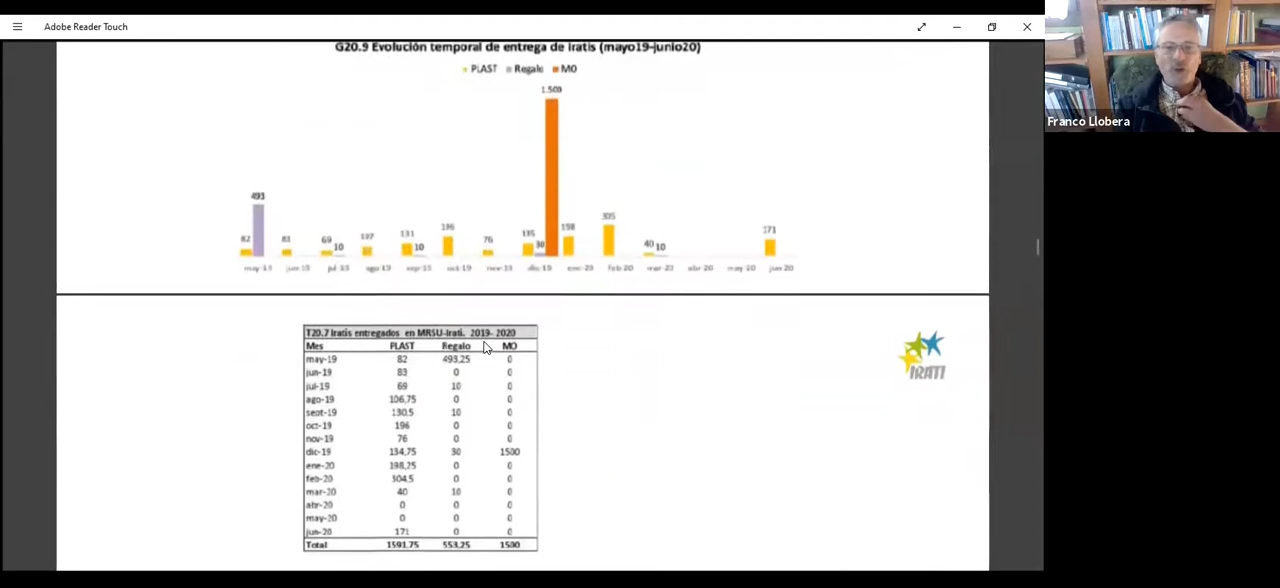 Adobe Reader Touch
Franco Llobera
G20.9 Evolución temporal de entrega de iratis (mayo19-junio20)
PLAST Regalo MO
1.500
493
82 83 69 10 107 131 10 196 76 135 30 198 305 40 10 171
may-19 jun-19 jul-19 ago-19 sept-19 oct-19 nov-19 dic-19 ene-20 feb-20 mar-20 abr-20 may-20 jun-20
T20.7 Iratis entregados en MRSU-Irati. 2019- 2020
Mes PLAST Regalo MO
may-19 82 493,25 0
jun-19 83 0 0
jul-19 69 10 0
ago-19 106,75 0 0
sept-19 130,5 10 0
oct-19 196 0 0
nov-19 76 0 0
dic-19 134,75 30 1500
ene-20 198,25 0 0
feb-20 304,5 0 0
mar-20 40 10 0
abr-20 0 0 0
may-20 0 0 0
jun-20 171 0 0
Total 1591,75 553,25 1500
IRATI